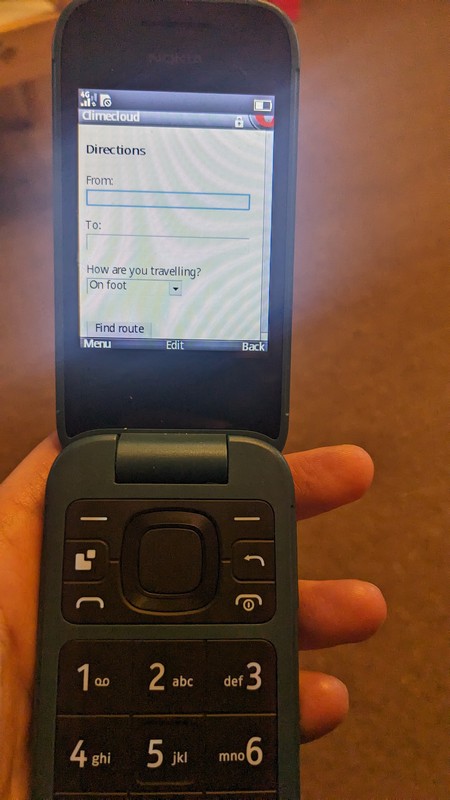 NOKIA
4G
Climecloud
Directions
From:
To:
How are you travelling?
On foot
Find route
Menu Edit Back
1 2 abc def 3
4 ghi 5 jkl mno 6